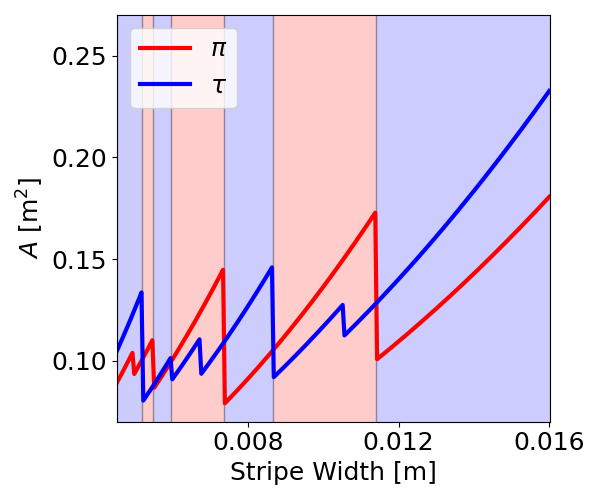 π
τ
0.25
0.20
0.15
0.10
A [m²]
0.008 0.012 0.016
Stripe Width [m]